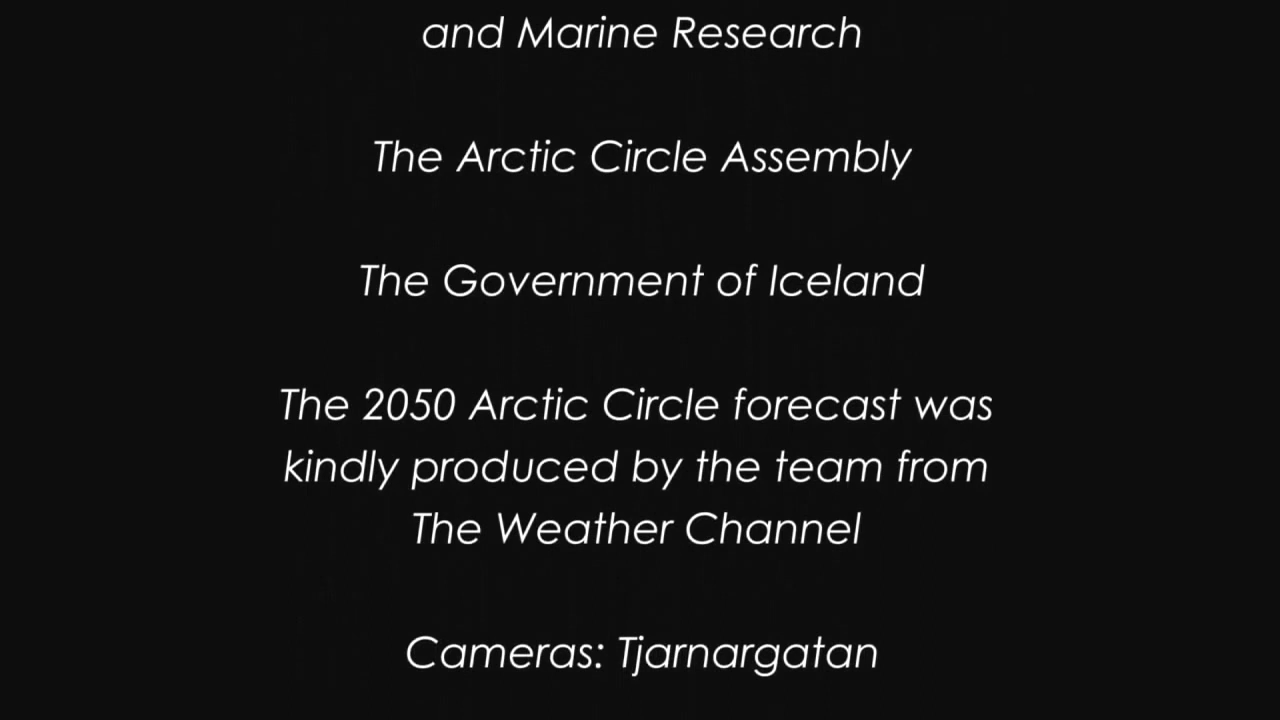 and Marine Research
The Arctic Circle Assembly
The Government of Iceland
The 2050 Arctic Circle forecast was
kindly produced by the team from
The Weather Channel
Cameras: Tjarnargatan